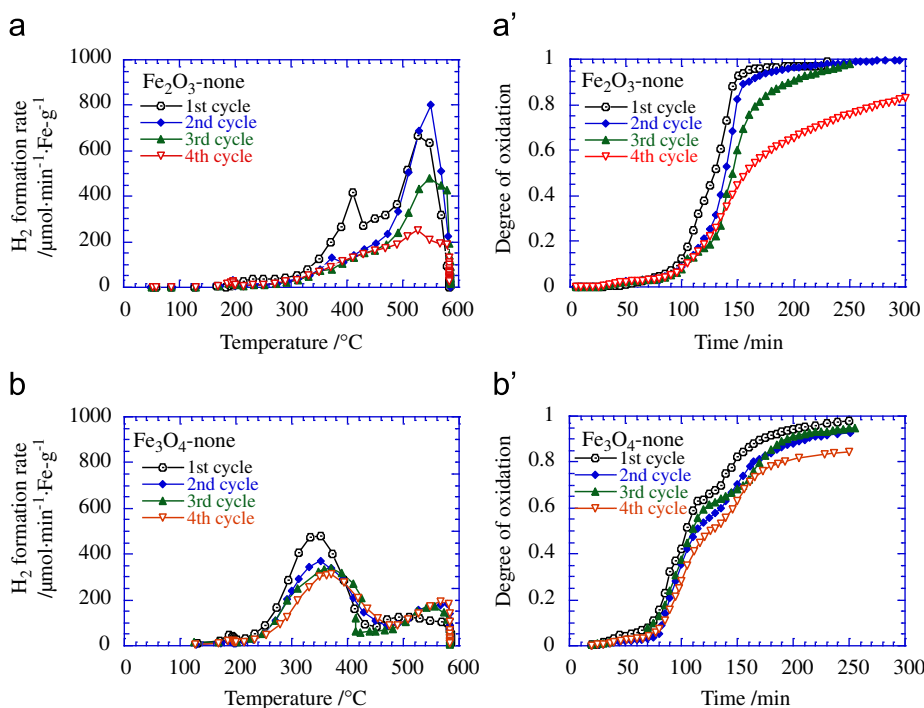 a
H₂ formation rate
/μmol·min⁻¹·Fe-g⁻¹
1000
800
600
400
200
0
Fe₂O₃-none
1st cycle
2nd cycle
3rd cycle
4th cycle
0 100 200 300 400 500 600
Temperature /°C
a’
Degree of oxidation
1
0.8
0.6
0.4
0.2
0
Fe₂O₃-none
1st cycle
2nd cycle
3rd cycle
4th cycle
0 50 100 150 200 250 300
Time /min
b
H₂ formation rate
/μmol·min⁻¹·Fe-g⁻¹
1000
800
600
400
200
0
Fe₃O₄-none
1st cycle
2nd cycle
3rd cycle
4th cycle
0 100 200 300 400 500 600
Temperature /°C
b’
Degree of oxidation
1
0.8
0.6
0.4
0.2
0
Fe₃O₄-none
1st cycle
2nd cycle
3rd cycle
4th cycle
0 50 100 150 200 250 300
Time /min